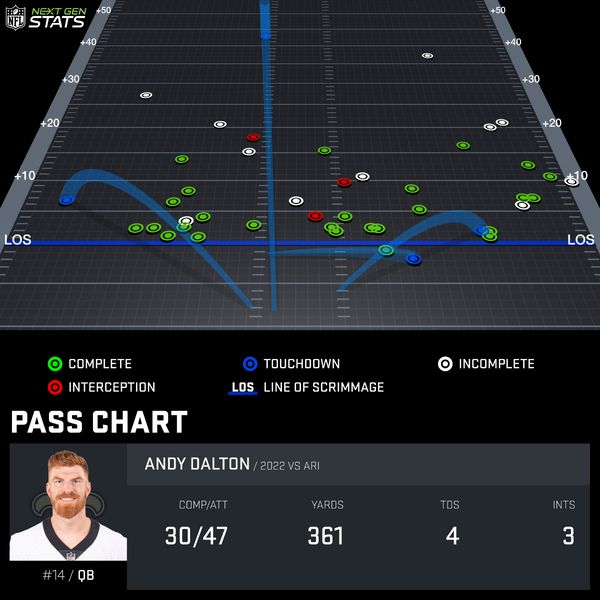 NFL NEXT GEN STATS
+50 +50
+40 +40
+30 +30
+20 +20
+10 +10
LOS LOS
COMPLETE TOUCHDOWN INCOMPLETE
INTERCEPTION LOS LINE OF SCRIMMAGE
PASS CHART
ANDY DALTON / 2022 VS ARI
COMP/ATT YARDS TDS INTS
30/47 361 4 3
#14 / QB